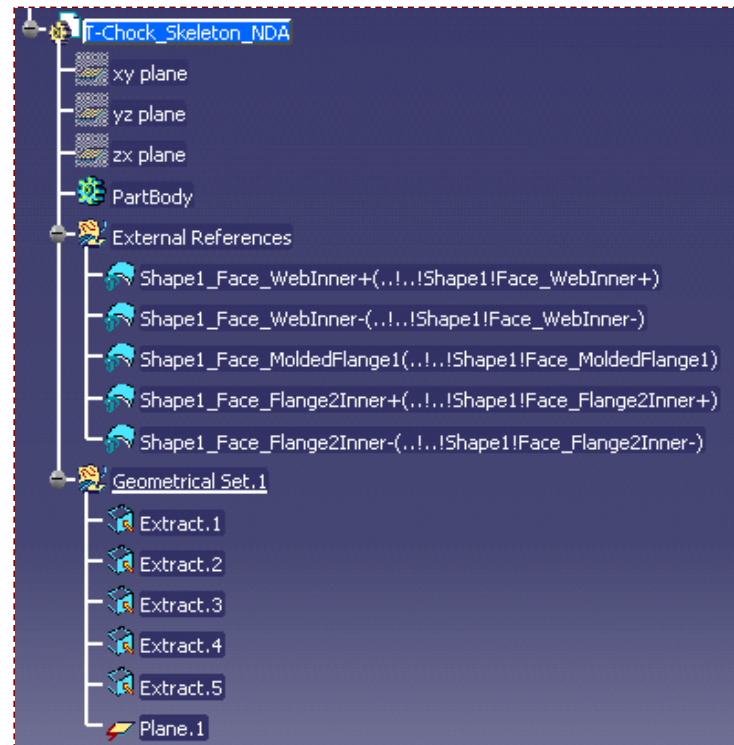 T-Chock_Skeleton_NDA
xy plane
yz plane
zx plane
PartBody
External References
Shape1_Face_WebInner+(..!..!Shape1!Face_WebInner+)
Shape1_Face_WebInner-(..!..!Shape1!Face_WebInner-)
Shape1_Face_MoldedFlange1(..!..!Shape1!Face_MoldedFlange1)
Shape1_Face_Flange2Inner+(..!..!Shape1!Face_Flange2Inner+)
Shape1_Face_Flange2Inner-(..!..!Shape1!Face_Flange2Inner-)
Geometrical Set.1
Extract.1
Extract.2
Extract.3
Extract.4
Extract.5
Plane.1